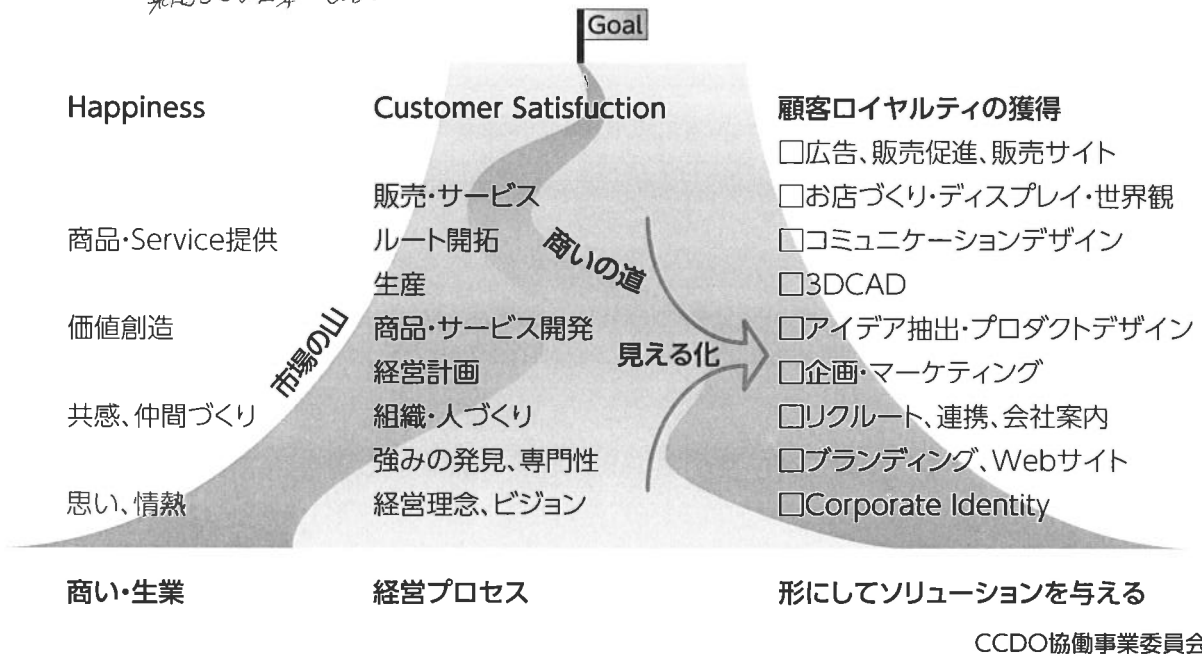 Goal
Happiness Customer Satisfuction 顧客ロイヤルティの獲得
□広告、販売促進、販売サイト
販売・サービス □お店づくり・ディスプレイ・世界観
商品・Service提供 ルート開拓 商いの道 □コミュニケーションデザイン
生産 □3DCAD
価値創造 市場の山 商品・サービス開発 見える化 □アイデア抽出・プロダクトデザイン
経営計画 □企画・マーケティング
共感、仲間づくり 組織・人づくり □リクルート、連携、会社案内
強みの発見、専門性 □ブランディング、Webサイト
思い、情熱 経営理念、ビジョン □Corporate Identity
商い・生業 経営プロセス 形にしてソリューションを与える
CCDO協働事業委員会